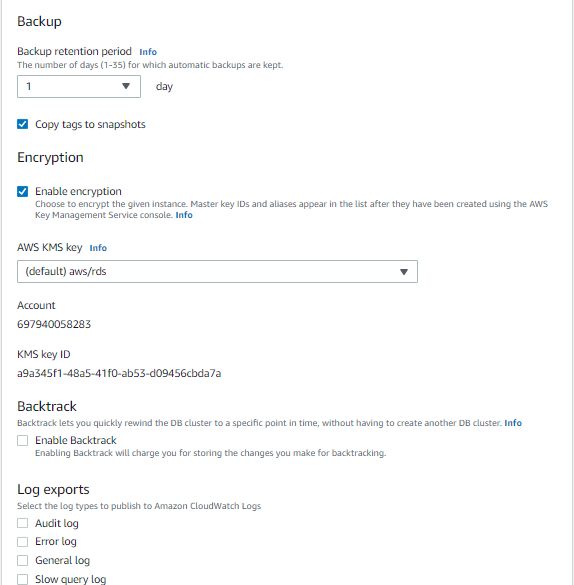 Backup
Backup retention period Info
The number of days (1-35) for which automatic backups are kept.
1 day
Copy tags to snapshots
Encryption
Enable encryption
Choose to encrypt the given instance. Master key IDs and aliases appear in the list after they have been created using the AWS
Key Management Service console. Info
AWS KMS key Info
(default) aws/rds
Account
697940058283
KMS key ID
a9a345f1-48a5-41f0-ab53-d09456cbda7a
Backtrack
Backtrack lets you quickly rewind the DB cluster to a specific point in time, without having to create another DB cluster. Info
Enable Backtrack
Enabling Backtrack will charge you for storing the changes you make for backtracking.
Log exports
Select the log types to publish to Amazon CloudWatch Logs
Audit log
Error log
General log
Slow query log